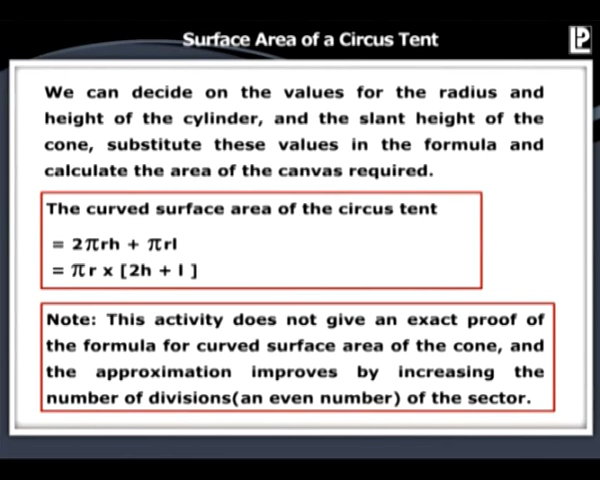 Surface Area of a Circus Tent
LP
We can decide on the values for the radius and
height of the cylinder, and the slant height of the
cone, substitute these values in the formula and
calculate the area of the canvas required.
The curved surface area of the circus tent
= 2πrh + πrl
= πr x [2h + l ]
Note: This activity does not give an exact proof of
the formula for curved surface area of the cone, and
the approximation improves by increasing the
number of divisions(an even number) of the sector.